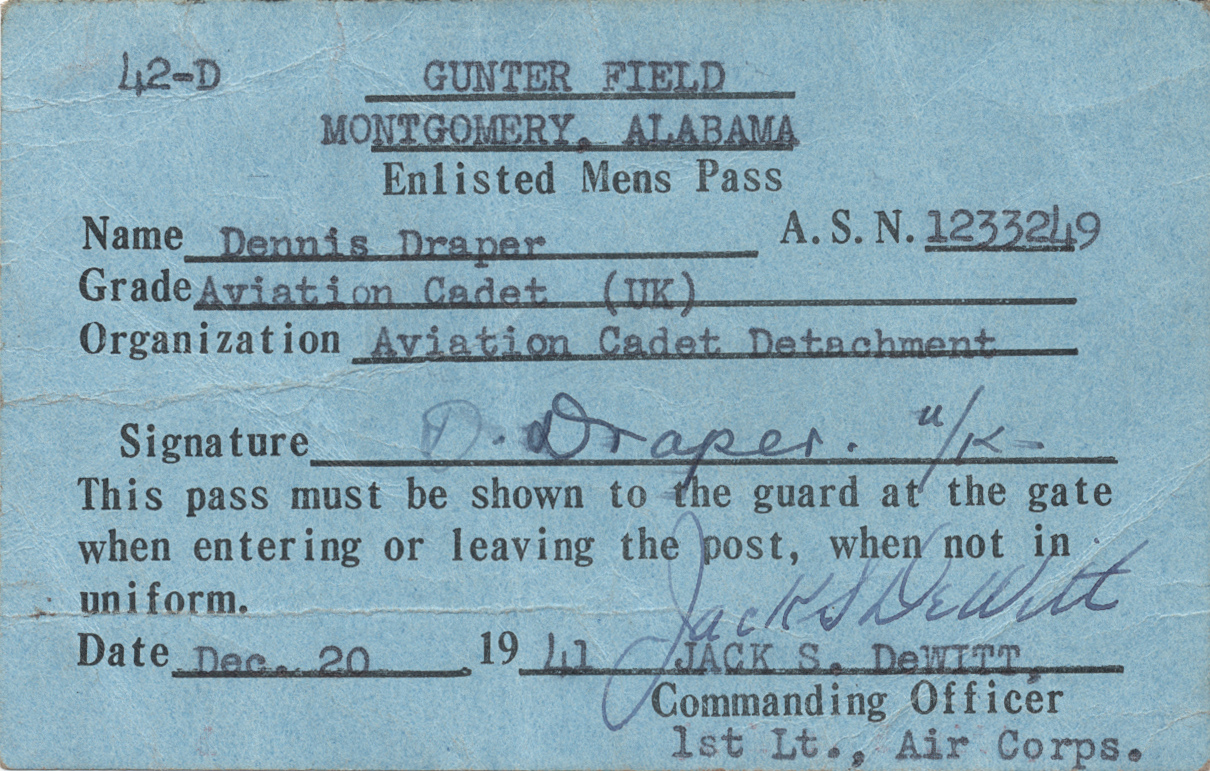 42-D GUNTER FIELD
MONTGOMERY, ALABAMA
Enlisted Mens Pass
Name Dennis Draper A. S. N. 1233249
Grade Aviation Cadet (UK)
Organization Aviation Cadet Detachment
Signature D. Draper. u/K
This pass must be shown to the guard at the gate
when entering or leaving the post, when not in
uniform.
Jack S DeWitt
Date Dec. 20 19 41 JACK S. DeWITT,
Commanding Officer
1st Lt., Air Corps.